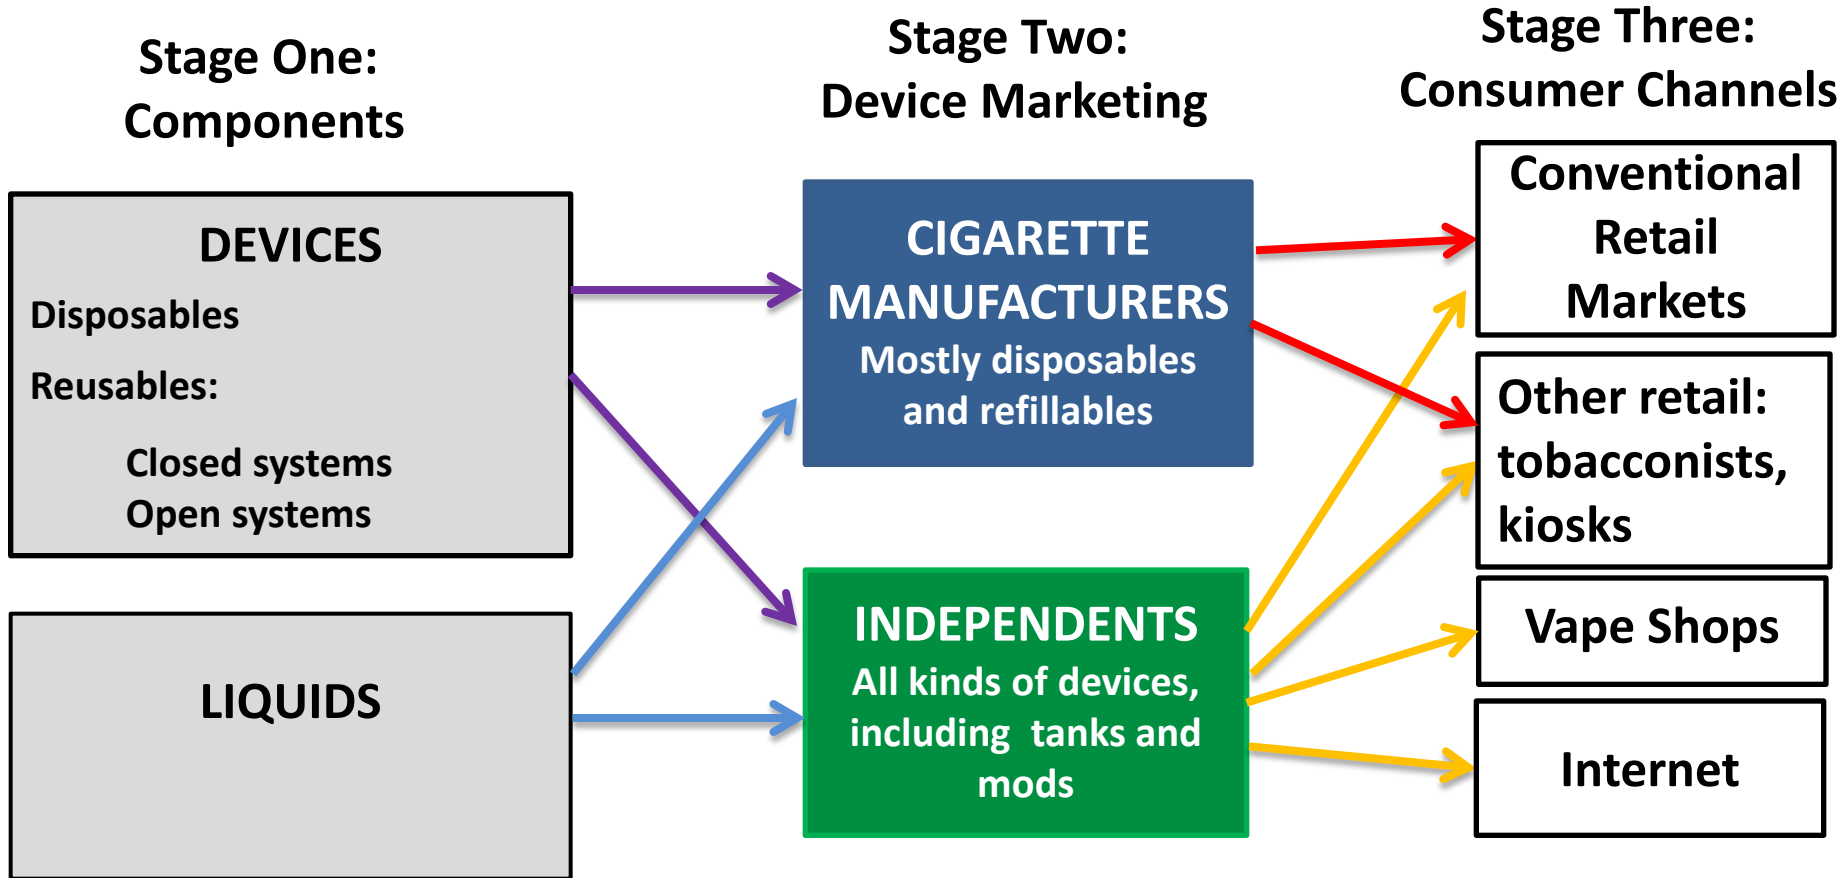 Stage One:
Components
DEVICES
Disposables
Reusables:
Closed systems
Open systems
LIQUIDS
Stage Two:
Device Marketing
CIGARETTE
MANUFACTURERS
Mostly disposables
and refillables
INDEPENDENTS
All kinds of devices,
including tanks and
mods
Stage Three:
Consumer Channels
Conventional
Retail
Markets
Other retail:
tobacconists,
kiosks
Vape Shops
Internet